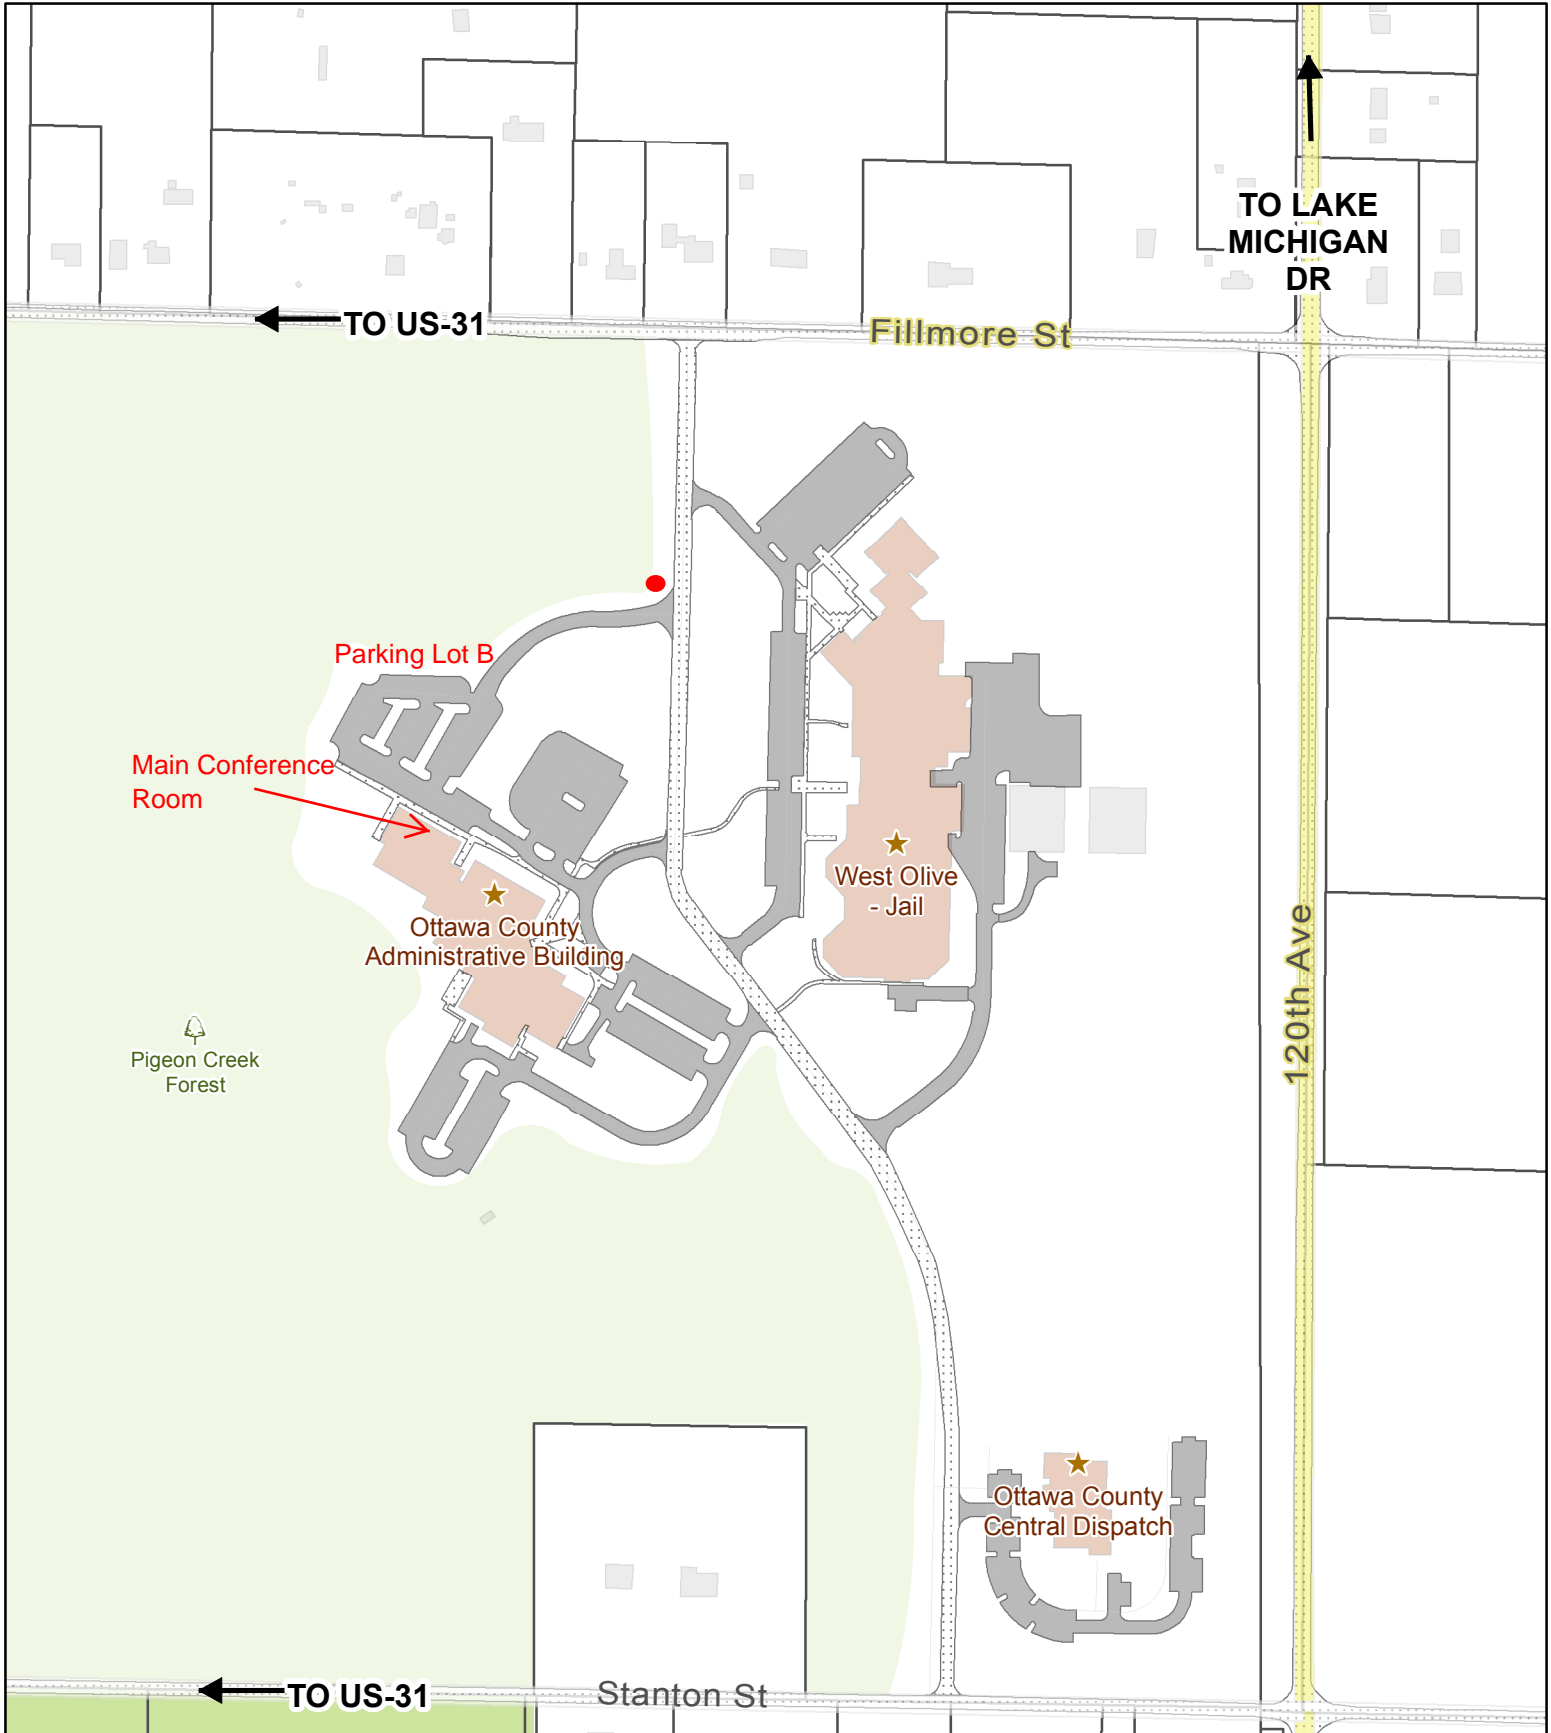 TO LAKE
MICHIGAN
DR
TO US-31
Fillmore St
Parking Lot B
Main Conference
Room
West Olive
- Jail
Ottawa County
Administrative Building
120th Ave
Pigeon Creek
Forest
Ottawa County
Central Dispatch
TO US-31
Stanton St